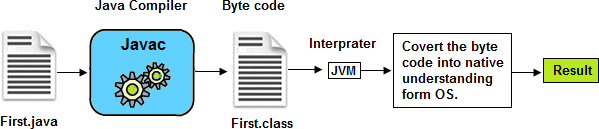 Java Compiler
Byte code
Javac
Interprater
JVM
Covert the byte
code into native
understanding
form OS.
Result
First.java
First.class